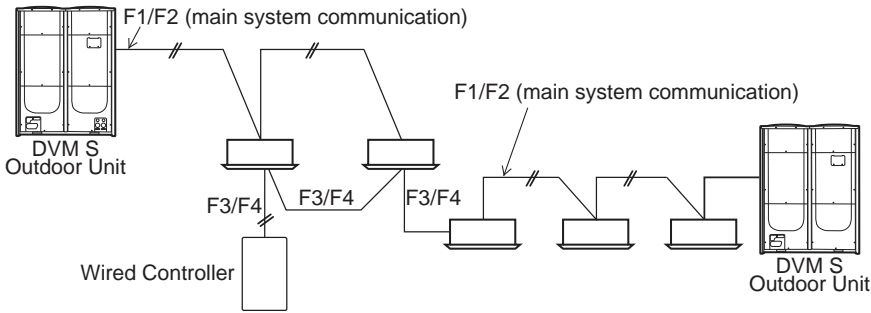 F1/F2 (main system communication)
F1/F2 (main system communication)
DVM S
Outdoor Unit
F3/F4
F3/F4
F3/F4
Wired Controller
DVM S
Outdoor Unit